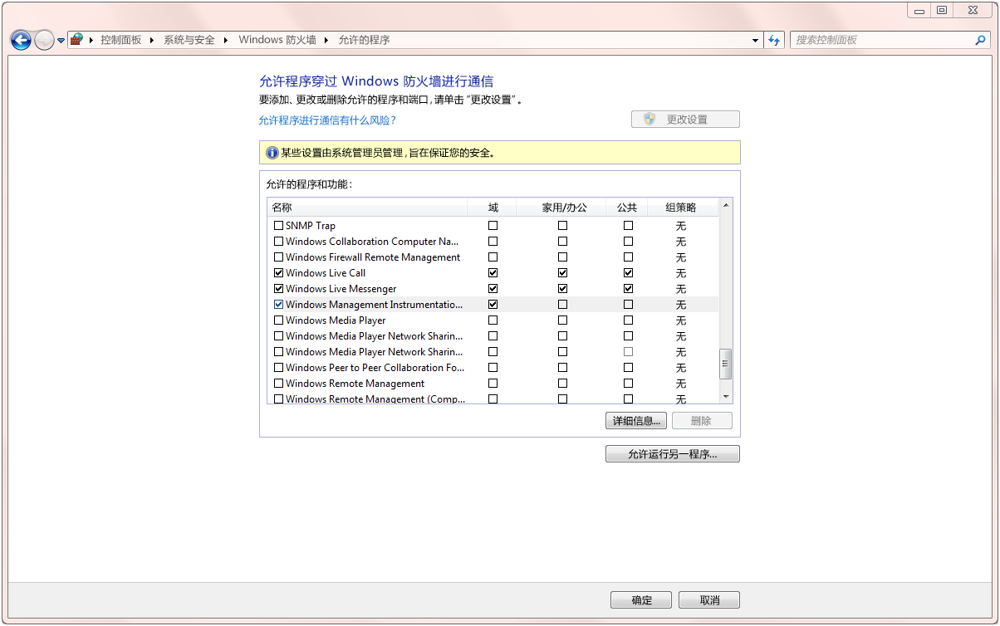 控制面板 系统与安全 Windows 防火墙 允许的程序
搜索控制面板
允许程序穿过 Windows 防火墙进行通信
要添加、更改或删除允许的程序和端口，请单击“更改设置”。
允许程序进行通信有什么风险?
更改设置
某些设置由系统管理员管理，旨在保证您的安全。
允许的程序和功能:
名称 域 家用/办公 公共 组策略
SNMP Trap 无
Windows Collaboration Computer Na... 无
Windows Firewall Remote Management 无
Windows Live Call 无
Windows Live Messenger 无
Windows Management Instrumentatio... 无
Windows Media Player 无
Windows Media Player Network Sharin... 无
Windows Media Player Network Sharin... 无
Windows Peer to Peer Collaboration Fo... 无
Windows Remote Management 无
Windows Remote Management (Comp... 无
详细信息... 删除
允许运行另一程序...
确定 取消